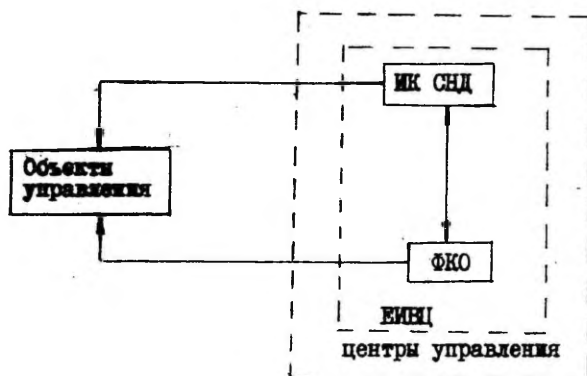 ИК СНД
Объекты
управления
ФКО
ЕИВЦ
центры управления